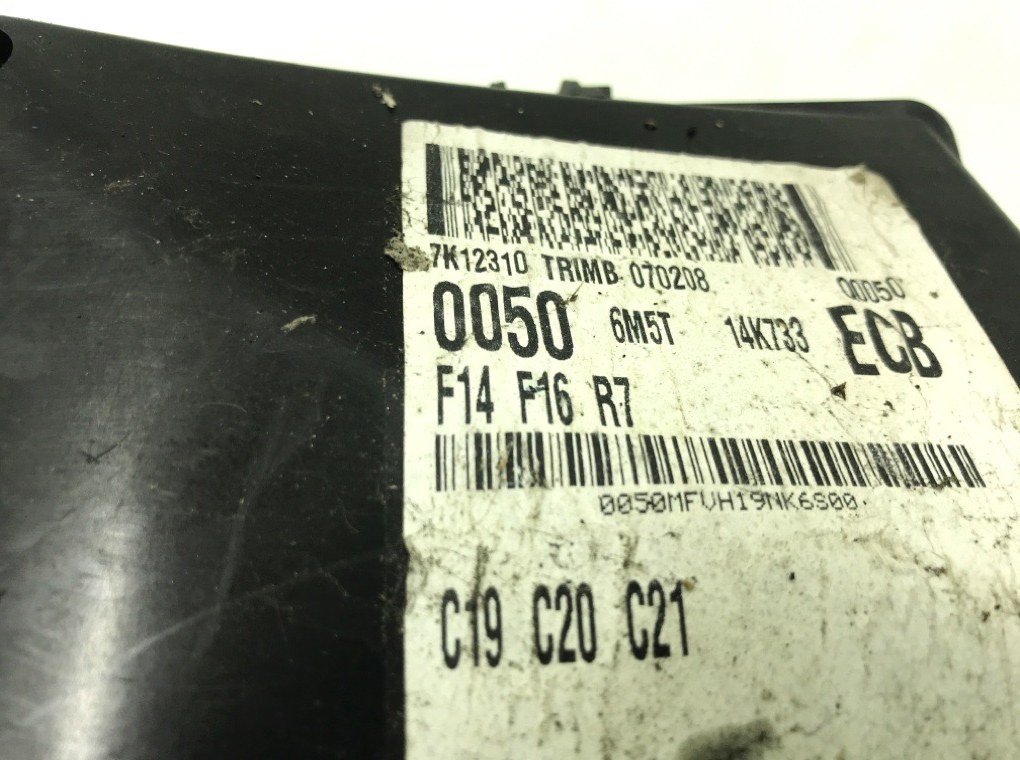 7K12310 TRIMB 070208 00050
0050 6M5T 14K733 ECB
F14 F16 R7
0050MFVH19NK6S00
C19 C20 C21